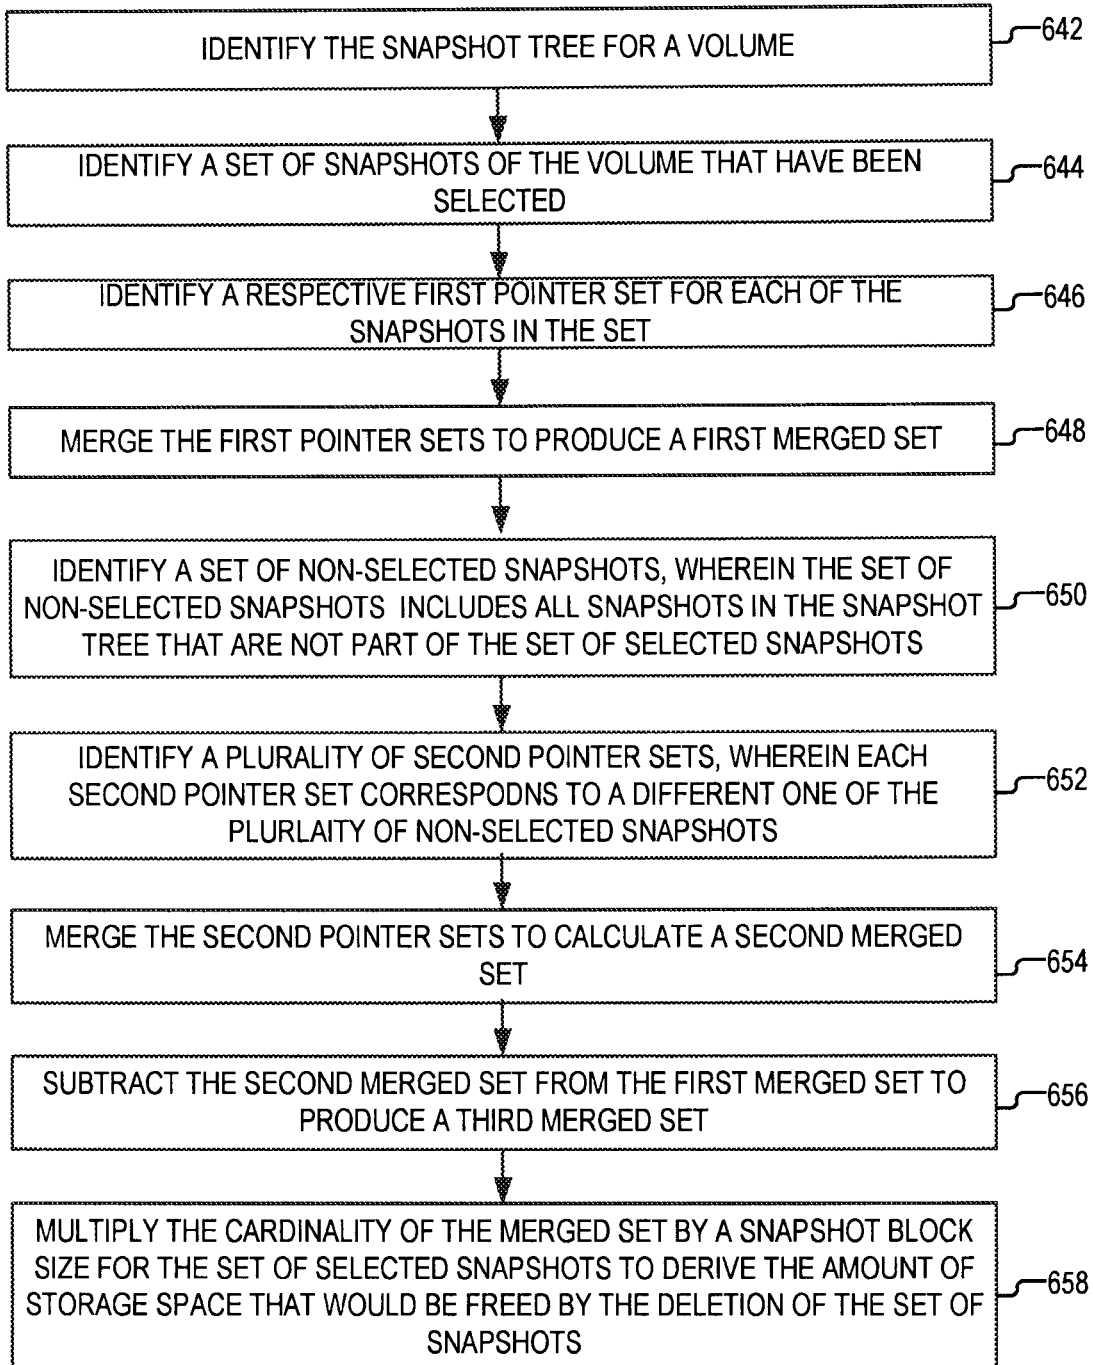 IDENTIFY THE SNAPSHOT TREE FOR A VOLUME
642
IDENTIFY A SET OF SNAPSHOTS OF THE VOLUME THAT HAVE BEEN
SELECTED
644
IDENTIFY A RESPECTIVE FIRST POINTER SET FOR EACH OF THE
SNAPSHOTS IN THE SET
646
MERGE THE FIRST POINTER SETS TO PRODUCE A FIRST MERGED SET
648
IDENTIFY A SET OF NON-SELECTED SNAPSHOTS, WHEREIN THE SET OF
NON-SELECTED SNAPSHOTS INCLUDES ALL SNAPSHOTS IN THE SNAPSHOT
TREE THAT ARE NOT PART OF THE SET OF SELECTED SNAPSHOTS
650
IDENTIFY A PLURALITY OF SECOND POINTER SETS, WHEREIN EACH
SECOND POINTER SET CORRESPODNS TO A DIFFERENT ONE OF THE
PLURLAITY OF NON-SELECTED SNAPSHOTS
652
MERGE THE SECOND POINTER SETS TO CALCULATE A SECOND MERGED
SET
654
SUBTRACT THE SECOND MERGED SET FROM THE FIRST MERGED SET TO
PRODUCE A THIRD MERGED SET
656
MULTIPLY THE CARDINALITY OF THE MERGED SET BY A SNAPSHOT BLOCK
SIZE FOR THE SET OF SELECTED SNAPSHOTS TO DERIVE THE AMOUNT OF
STORAGE SPACE THAT WOULD BE FREED BY THE DELETION OF THE SET OF
SNAPSHOTS
658